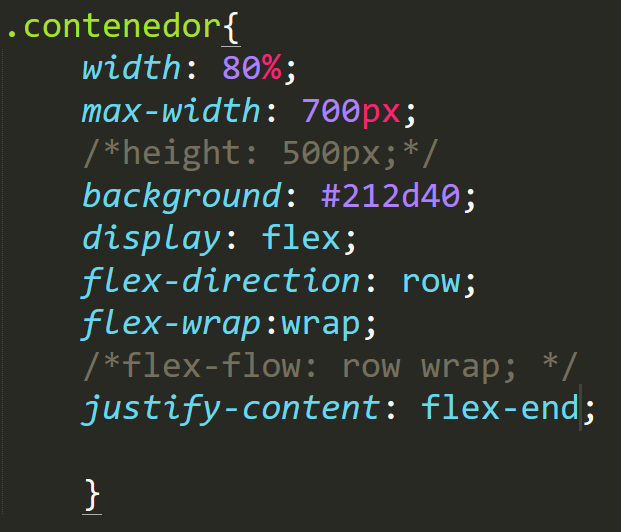 .contenedor{
width: 80%;
max-width: 700px;
/*height: 500px;*/
background: #212d40;
display: flex;
flex-direction: row;
flex-wrap:wrap;
/*flex-flow: row wrap; */
justify-content: flex-end;
}